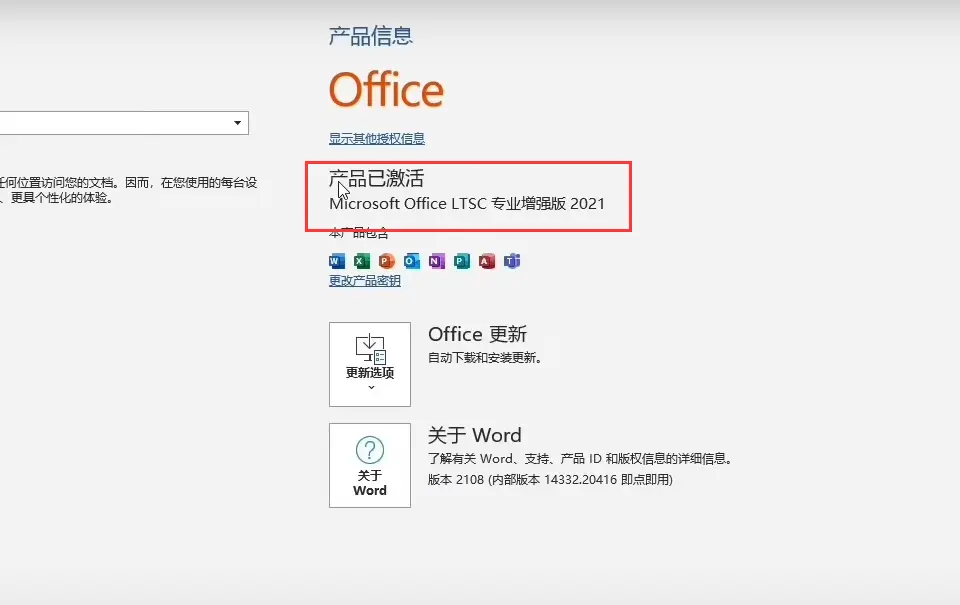 产品信息
Office
显示其他授权信息
任何位置访问您的文档。因而，在您使用的每台设
、更具个性化的体验。
产品已激活
Microsoft Office LTSC 专业增强版 2021
本产品包含
W X P O N P A T
更改产品密钥
更新选项
Office 更新
自动下载和安装更新。
?
关于
Word
关于 Word
了解有关 Word、支持、产品 ID 和版权信息的详细信息。
版本 2108 (内部版本 14332.20416 即点即用)